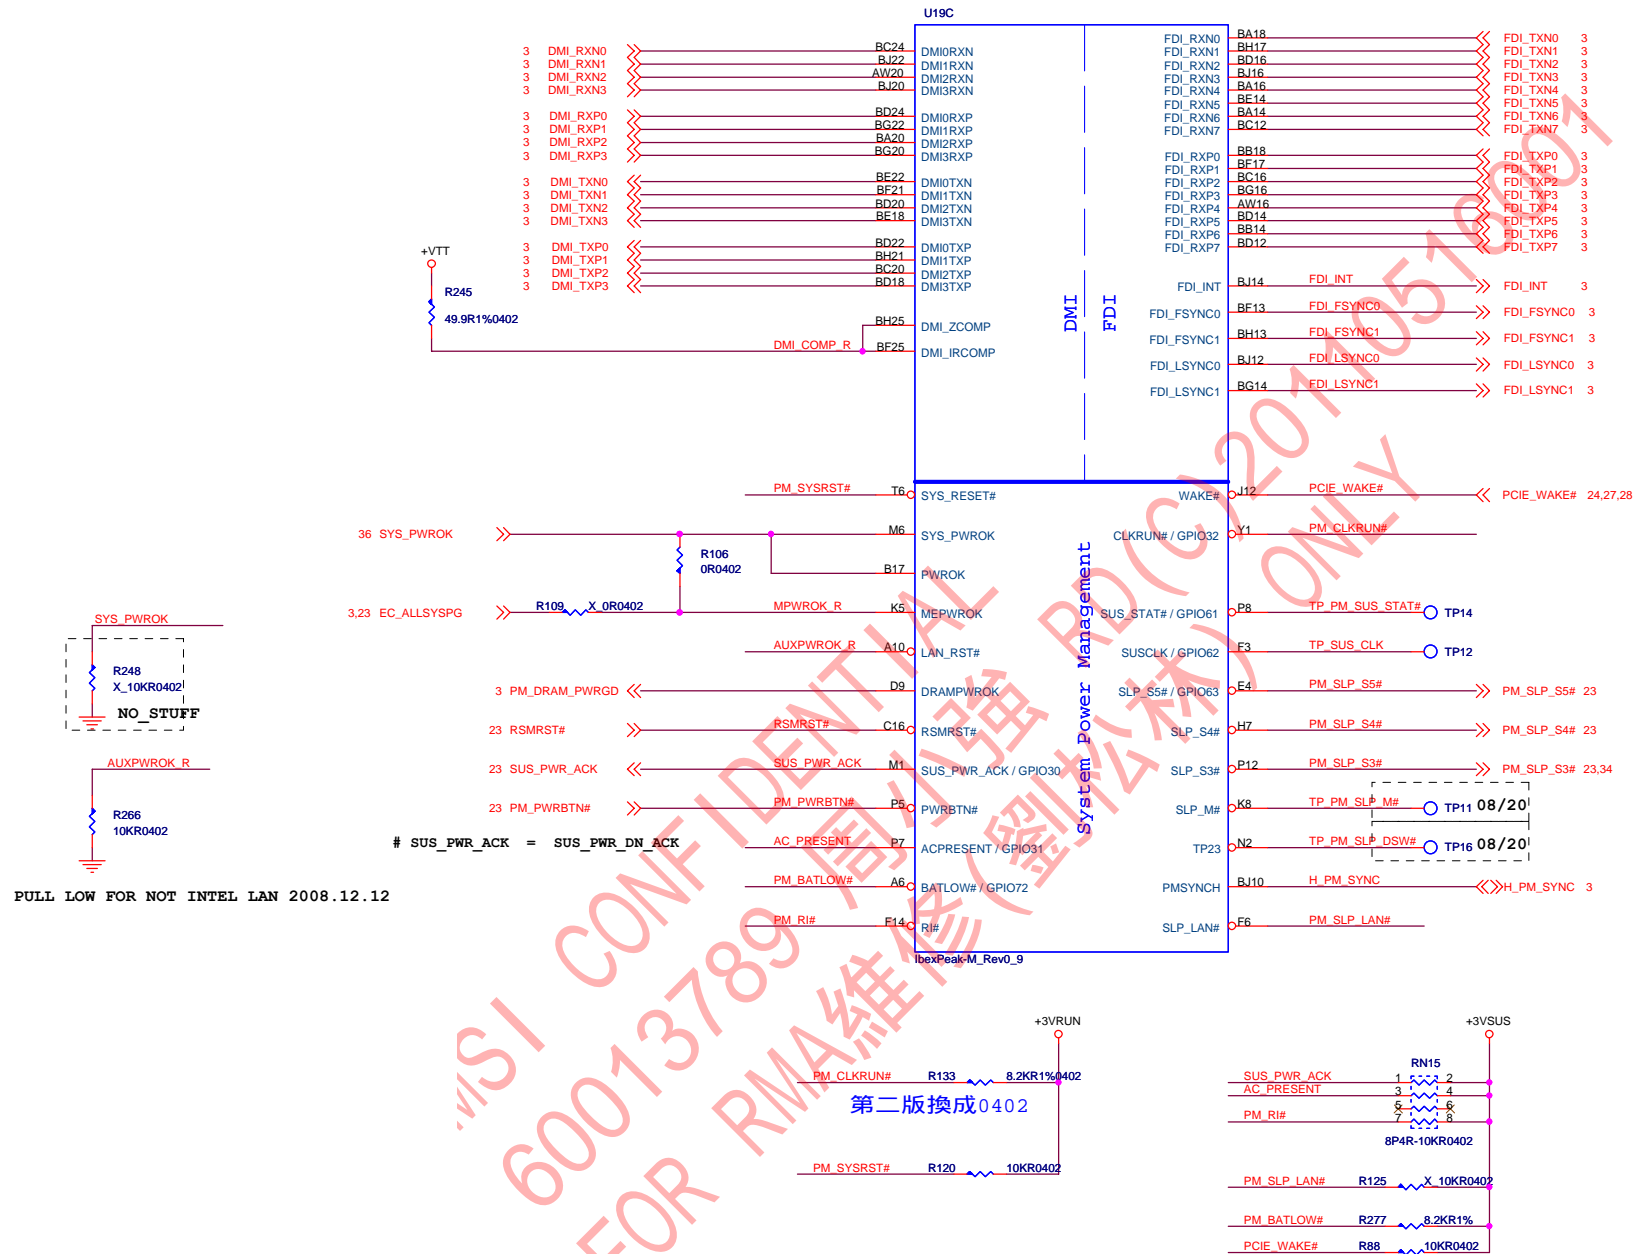 U19C
3 DMI_RXN0 BC24 DMI0RXN
3 DMI_RXN1 BJ22 DMI1RXN
3 DMI_RXN2 AW20 DMI2RXN
3 DMI_RXN3 BJ20 DMI3RXN
3 DMI_RXP0 BD24 DMI0RXP
3 DMI_RXP1 BG22 DMI1RXP
3 DMI_RXP2 BA20 DMI2RXP
3 DMI_RXP3 BG20 DMI3RXP
3 DMI_TXN0 BE22 DMI0TXN
3 DMI_TXN1 BF21 DMI1TXN
3 DMI_TXN2 BD20 DMI2TXN
3 DMI_TXN3 BE18 DMI3TXN
3 DMI_TXP0 BD22 DMI0TXP
3 DMI_TXP1 BH21 DMI1TXP
3 DMI_TXP2 BC20 DMI2TXP
3 DMI_TXP3 BD18 DMI3TXP
+VTT
R245
49.9R1%0402
BH25 DMI_ZCOMP
DMI_COMP_R BF25 DMI_IRCOMP
DMI
FDI
FDI_RXN0 BA18 FDI_TXN0 3
FDI_RXN1 BH17 FDI_TXN1 3
FDI_RXN2 BD16 FDI_TXN2 3
FDI_RXN3 BJ16 FDI_TXN3 3
FDI_RXN4 BA16 FDI_TXN4 3
FDI_RXN5 BE14 FDI_TXN5 3
FDI_RXN6 BA14 FDI_TXN6 3
FDI_RXN7 BC12 FDI_TXN7 3
FDI_RXP0 BB18 FDI_TXP0 3
FDI_RXP1 BF17 FDI_TXP1 3
FDI_RXP2 BC16 FDI_TXP2 3
FDI_RXP3 BG16 FDI_TXP3 3
FDI_RXP4 AW16 FDI_TXP4 3
FDI_RXP5 BD14 FDI_TXP5 3
FDI_RXP6 BB14 FDI_TXP6 3
FDI_RXP7 BD12 FDI_TXP7 3
FDI_INT BJ14 FDI_INT FDI_INT 3
FDI_FSYNC0 BF13 FDI_FSYNC0 FDI_FSYNC0 3
FDI_FSYNC1 BH13 FDI_FSYNC1 FDI_FSYNC1 3
FDI_LSYNC0 BJ12 FDI_LSYNC0 FDI_LSYNC0 3
FDI_LSYNC1 BG14 FDI_LSYNC1 FDI_LSYNC1 3
PM_SYSRST# T6 SYS_RESET#
36 SYS_PWROK M6 SYS_PWROK
R106
0R0402
B17 PWROK
3,23 EC_ALLSYSPG R109 X_0R0402 MPWROK_R K5 MEPWROK
AUXPWROK_R A10 LAN_RST#
3 PM_DRAM_PWRGD D9 DRAMPWROK
23 RSMRST# RSMRST# C16 RSMRST#
23 SUS_PWR_ACK SUS_PWR_ACK M1 SUS_PWR_ACK / GPIO30
23 PM_PWRBTN# PM_PWRBTN# P5 PWRBTN#
# SUS_PWR_ACK = SUS_PWR_DN_ACK
AC_PRESENT P7 ACPRESENT / GPIO31
PM_BATLOW# A6 BATLOW# / GPIO72
PM_RI# F14 RI#
System Power Management
WAKE# J12 PCIE_WAKE# PCIE_WAKE# 24,27,28
CLKRUN# / GPIO32 Y1 PM_CLKRUN#
SUS_STAT# / GPIO61 P8 TP_PM_SUS_STAT# TP14
SUSCLK / GPIO62 F3 TP_SUS_CLK TP12
SLP_S5# / GPIO63 E4 PM_SLP_S5# PM_SLP_S5# 23
SLP_S4# H7 PM_SLP_S4# PM_SLP_S4# 23
SLP_S3# P12 PM_SLP_S3# PM_SLP_S3# 23,34
SLP_M# K8 TP_PM_SLP_M# TP11 08/20
TP23 N2 TP_PM_SLP_DSW# TP16 08/20
PMSYNCH BJ10 H_PM_SYNC H_PM_SYNC 3
SLP_LAN# F6 PM_SLP_LAN#
IbexPeak-M_Rev0_9
SYS_PWROK
R248
X_10KR0402
NO_STUFF
AUXPWROK_R
R266
10KR0402
PULL LOW FOR NOT INTEL LAN 2008.12.12
+3VRUN
PM_CLKRUN# R133 8.2KR1%0402
第二版換成0402
PM_SYSRST# R120 10KR0402
+3VSUS
RN15
SUS_PWR_ACK 1 2
AC_PRESENT 3 4
5 6
PM_RI# 7 8
8P4R-10KR0402
PM_SLP_LAN# R125 X_10KR0402
PM_BATLOW# R277 8.2KR1%
PCIE_WAKE# R88 10KR0402
MSI CONFIDENTIAL
60013789 周小強 RD(C)20110516001
FOR RMA維修(劉松林) ONLY